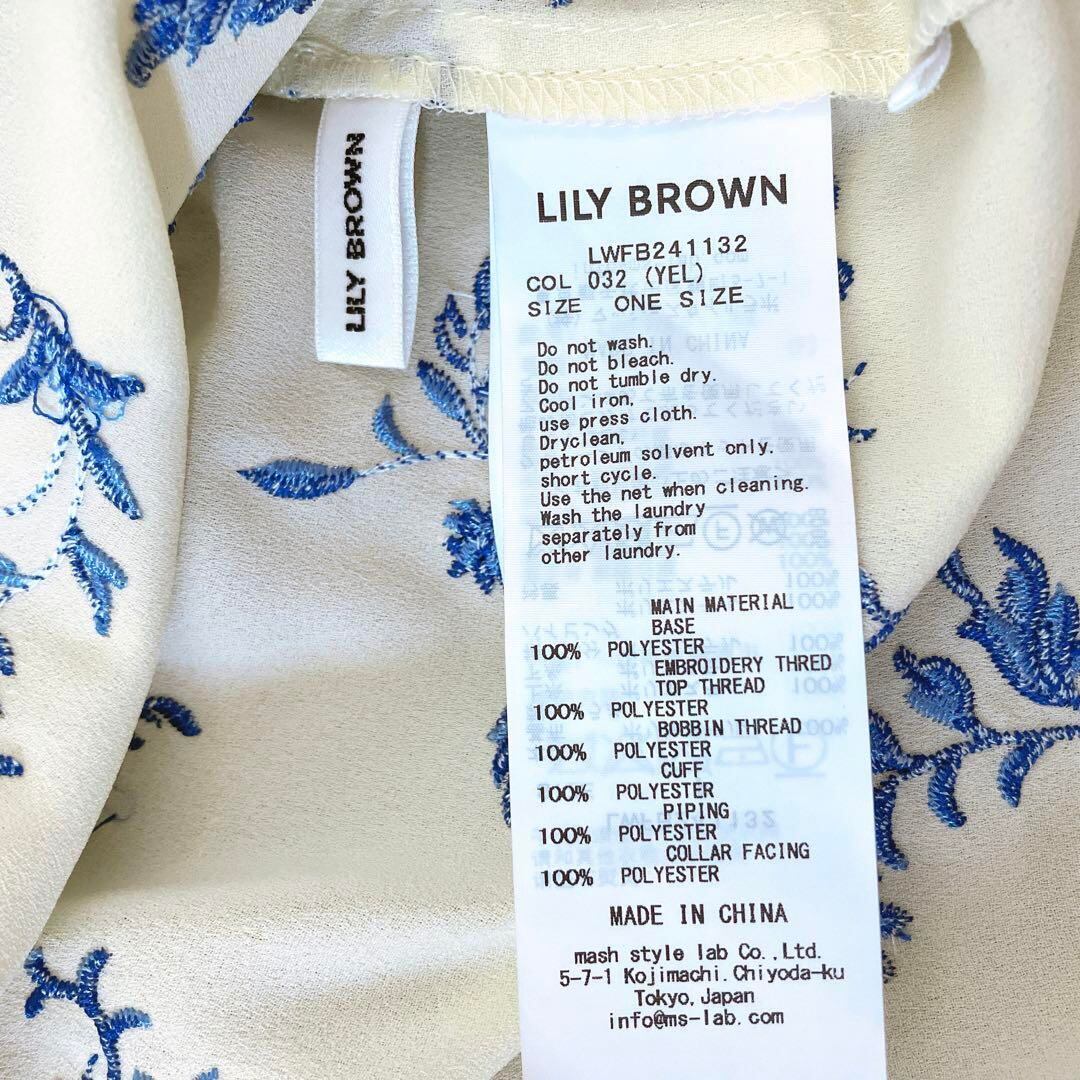 LILY BROWN
LILY BROWN
LWFB241132
COL 032 (YEL)
SIZE ONE SIZE
Do not wash.
Do not bleach.
Do not tumble dry.
Cool iron,
use press cloth.
Dryclean,
petroleum solvent only.
short cycle.
Use the net when cleaning.
Wash the laundry
separately from
other laundry.
MAIN MATERIAL
BASE
100% POLYESTER
EMBROIDERY THRED
TOP THREAD
100% POLYESTER
BOBBIN THREAD
100% POLYESTER
CUFF
100% POLYESTER
PIPING
100% POLYESTER
COLLAR FACING
100% POLYESTER
MADE IN CHINA
mash style lab Co.,Ltd.
5-7-1 Kojimachi.Chiyoda-ku
Tokyo,Japan
info@ms-lab.com